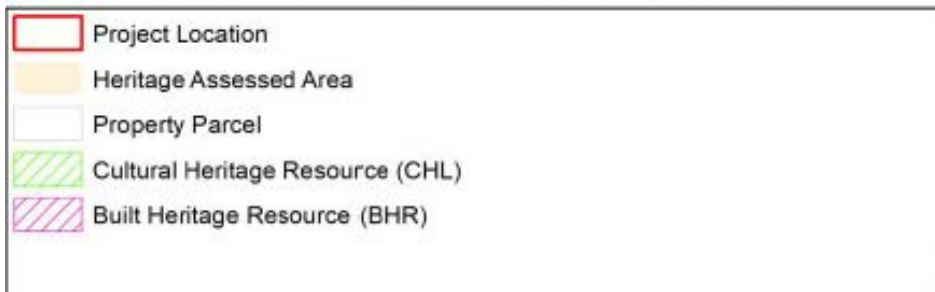 Project Location
Heritage Assessed Area
Property Parcel
Cultural Heritage Resource (CHL)
Built Heritage Resource (BHR)